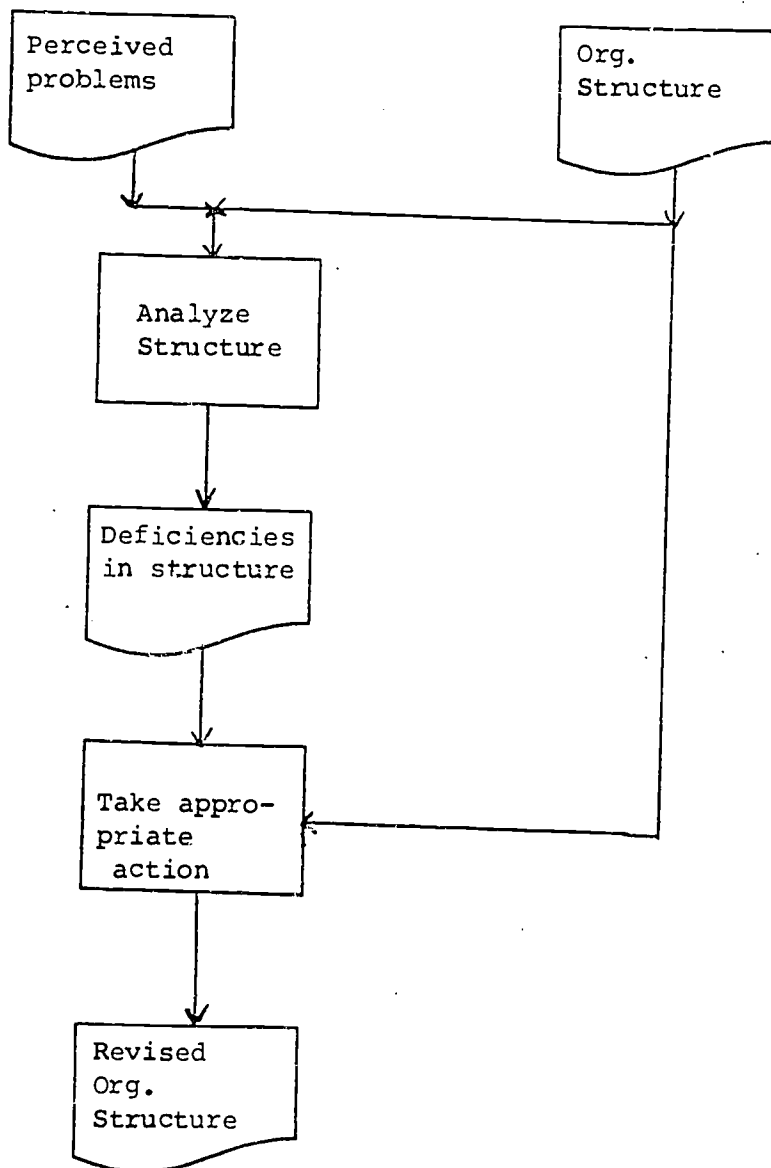 Perceived
problems
Org.
Structure
Analyze
Structure
Deficiencies
in structure
Take appro-
priate
action
Revised
Org.
Structure